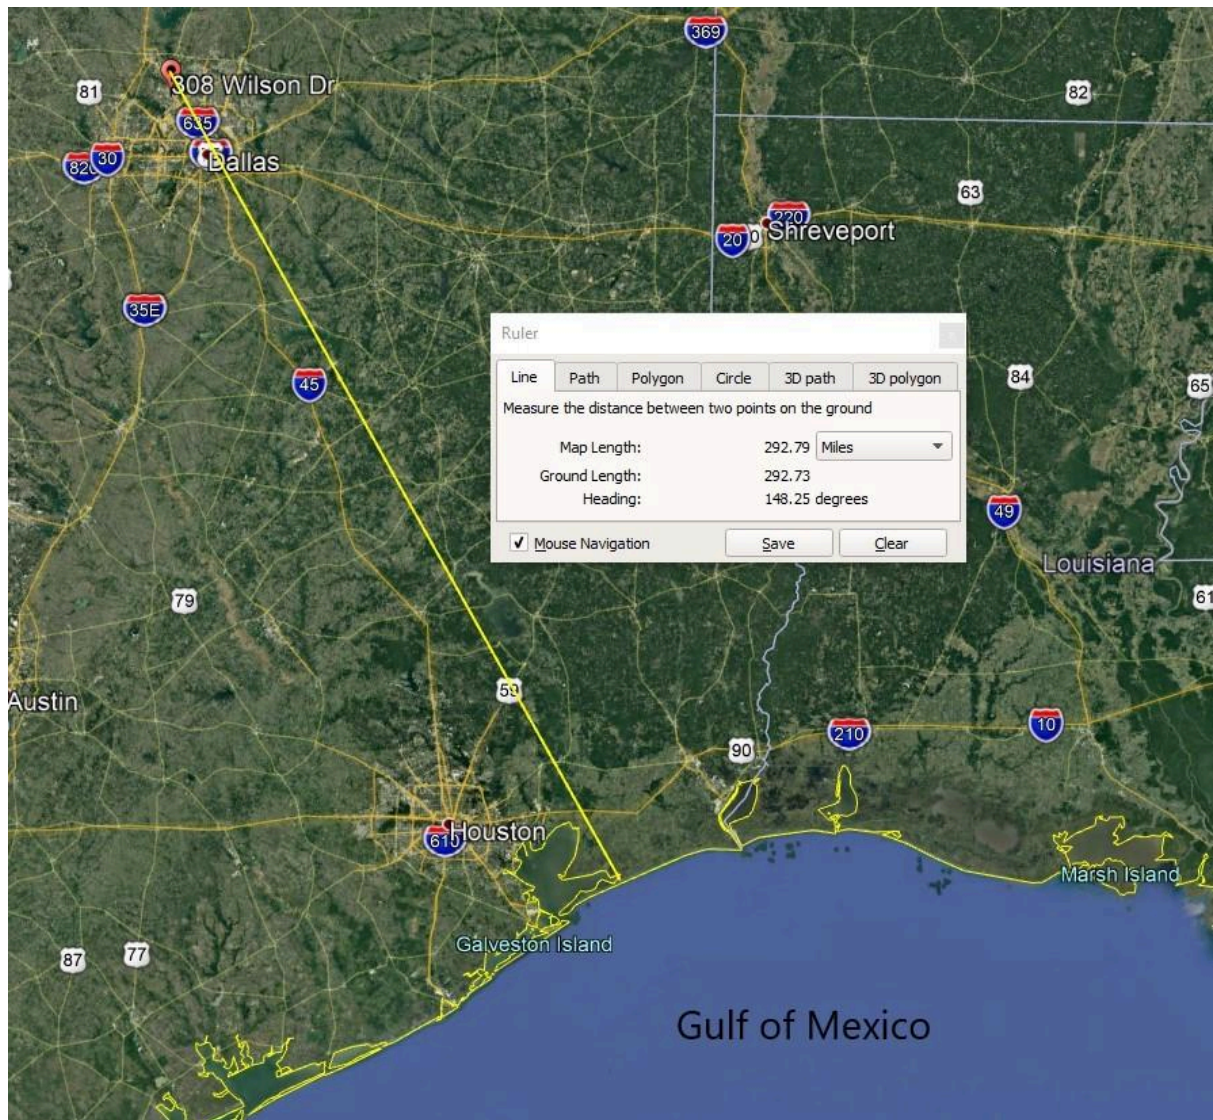 369
81
308 Wilson Dr
82
635
820
30
Dallas
63
220
20
Shreveport
35E
Ruler
Line Path Polygon Circle 3D path 3D polygon
45
84
65
Measure the distance between two points on the ground
Map Length: 292.79 Miles
Ground Length: 292.73
Heading: 148.25 degrees
49
Mouse Navigation Save Clear
Louisiana
79
61
59
Austin
90
210
10
Houston
610
Marsh Island
Galveston Island
87
77
Gulf of Mexico